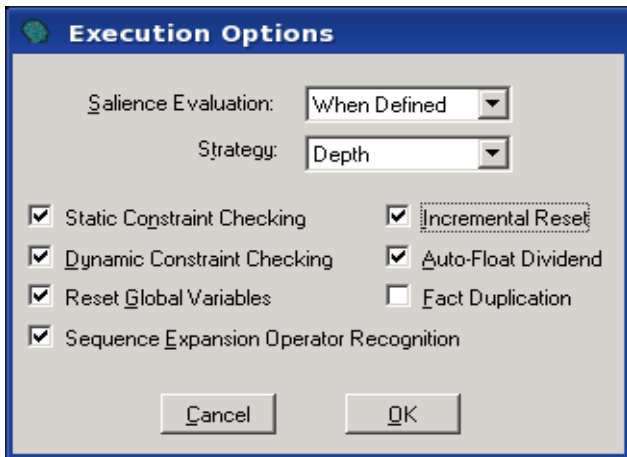 Execution Options
Salience Evaluation: When Defined
Strategy: Depth
Static Constraint Checking Incremental Reset
Dynamic Constraint Checking Auto-Float Dividend
Reset Global Variables Fact Duplication
Sequence Expansion Operator Recognition
Cancel OK